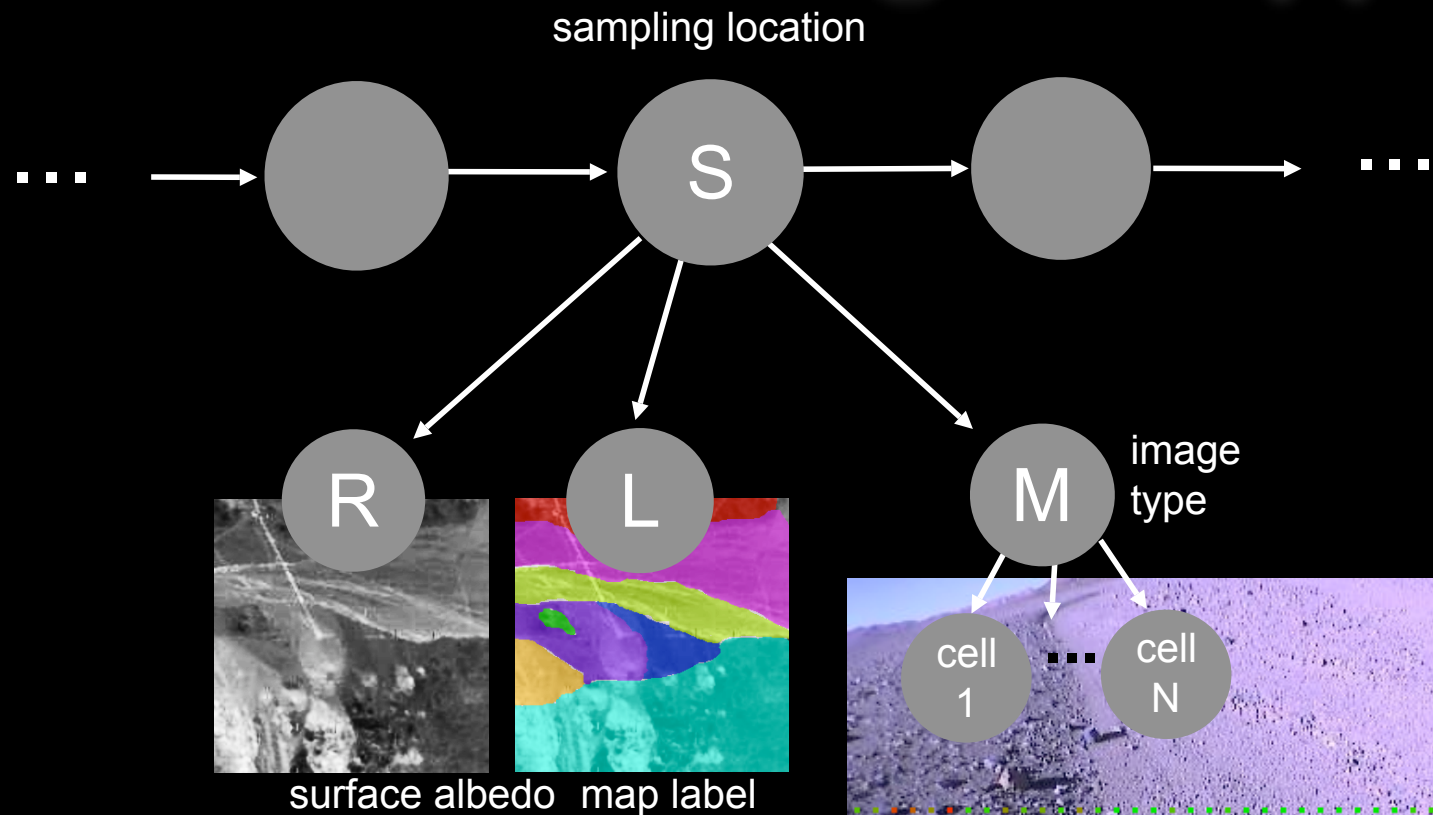 sampling location
... S ...
R L M image
type
cell
1 ... cell
N
surface albedo map label